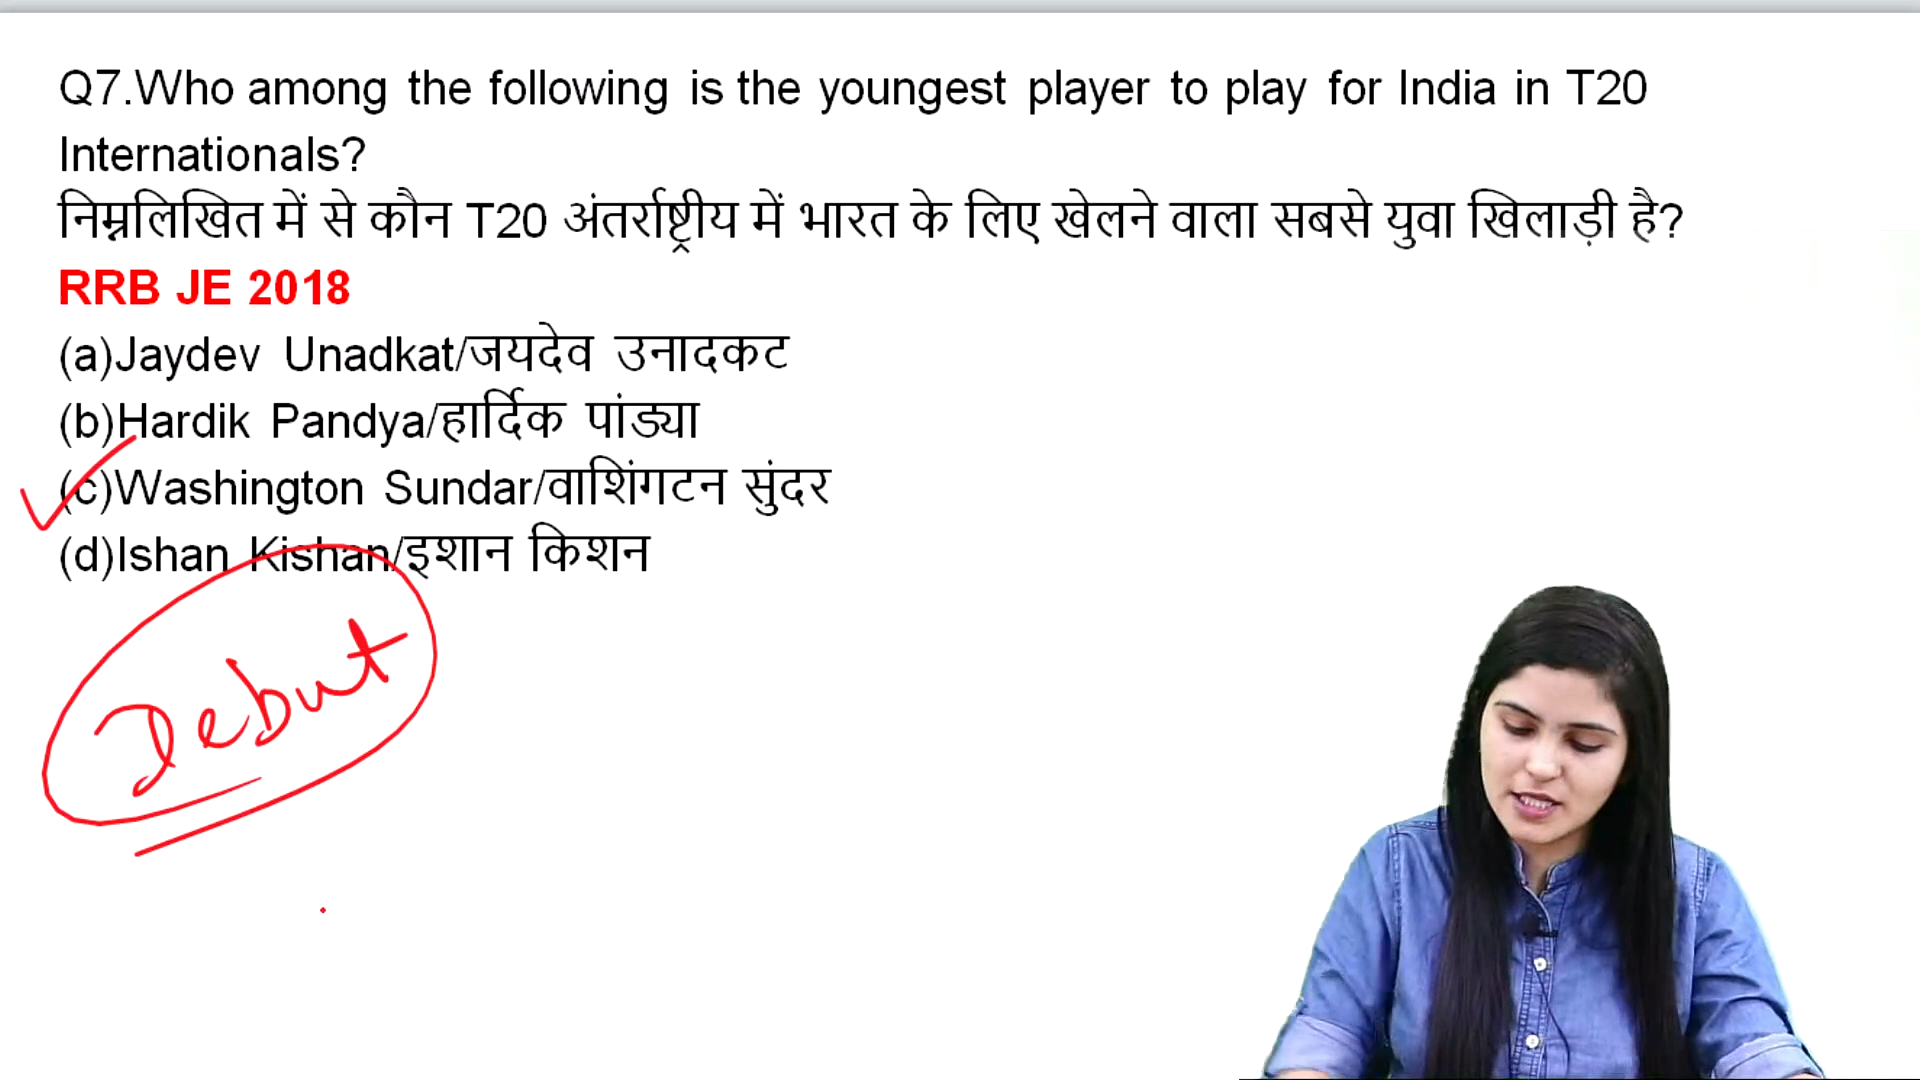 Q7.Who among the following is the youngest player to play for India in T20
Internationals?
निम्नलिखित में से कौन T20 अंतर्राष्ट्रीय में भारत के लिए खेलने वाला सबसे युवा खिलाड़ी है?
RRB JE 2018
(a)Jaydev Unadkat/जयदेव उनादकट
(b)Hardik Pandya/हार्दिक पांड्या
(c)Washington Sundar/वाशिंगटन सुंदर
(d)Ishan Kishan/इशान किशन
Debut